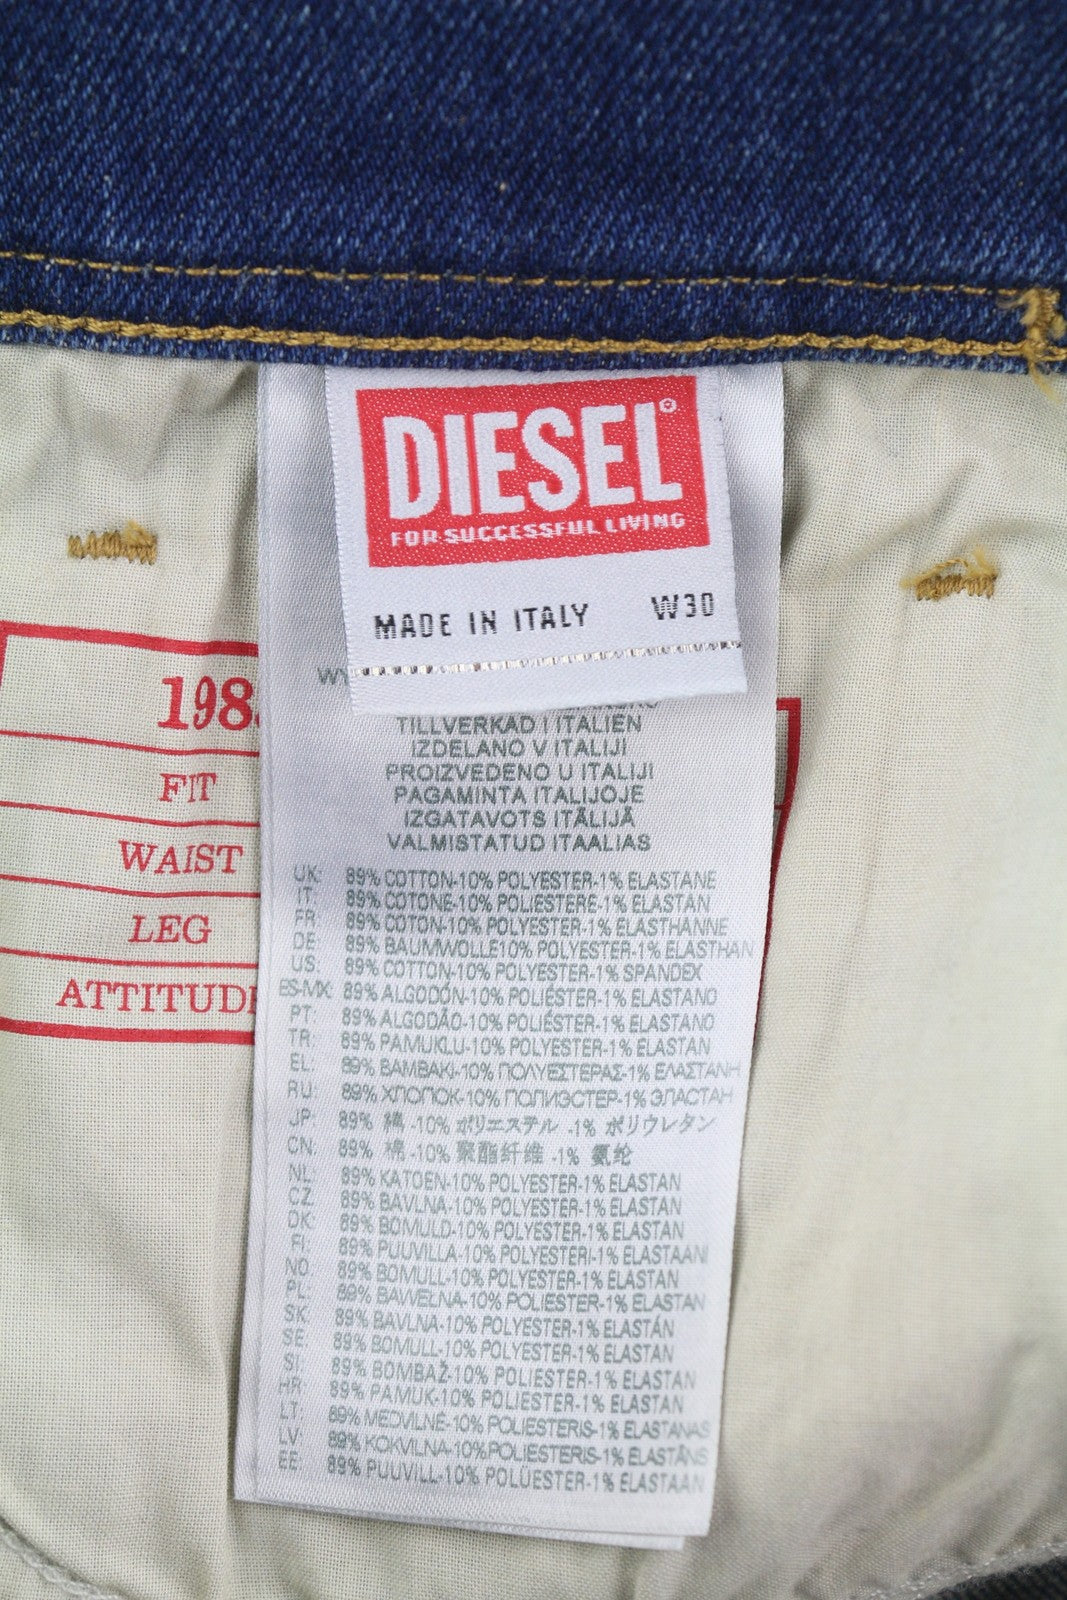 DIESEL®
FOR SUCCESSFUL LIVING
MADE IN ITALY W30
TILLVERKAD I ITALIEN
IZDELANO V ITALIJI
PROIZVEDENO U ITALIJI
PAGAMINTA ITALIJOJE
IZGATAVOTS ITĀLIJĀ
VALMISTATUD ITAALIAS
UK: 89% COTTON-10% POLYESTER-1% ELASTANE
IT: 89% COTONE-10% POLIESTERE-1% ELASTAN
FR: 89% COTON-10% POLYESTER-1% ELASTHANNE
DE: 89% BAUMWOLLE10% POLYESTER-1% ELASTHAN
US: 89% COTTON-10% POLYESTER-1% SPANDEX
ES-MX: 89% ALGODÓN-10% POLIÉSTER-1% ELASTANO
PT: 89% ALGODÃO-10% POLIÉSTER-1% ELASTANO
TR: 89% PAMUKLU-10% POLYESTER-1% ELASTAN
EL: 89% ΒΑΜΒΑΚΙ-10% ΠΟΛΥΕΣΤΕΡΑΣ-1% ΕΛΑΣΤΑΝΗ
RU: 89% ХЛОПОК-10% ПОЛИЭСТЕР-1% ЭЛАСТАН
JP: 89% 綿 -10% ポリエステル -1% ポリウレタン
CN: 89% 棉 -10% 聚酯纤维 -1% 氨纶
NL: 89% KATOEN-10% POLYESTER-1% ELASTAN
CZ: 89% BAVLNA-10% POLYESTER-1% ELASTAN
DK: 89% BOMULD-10% POLYESTER-1% ELASTAN
FI: 89% PUUVILLA-10% POLYESTERI-1% ELASTAANI
NO: 89% BOMULL-10% POLYESTER-1% ELASTAN
PL: 89% BAWEŁNA-10% POLIESTER-1% ELASTAN
SK: 89% BAVLNA-10% POLYESTER-1% ELASTÁN
SE: 89% BOMULL-10% POLYESTER-1% ELASTAN
SI: 89% BOMBAŽ-10% POLIESTER-1% ELASTAN
HR: 89% PAMUK-10% POLIESTER-1% ELASTAN
LT: 89% MEDVILNĖ-10% POLIESTERIS-1% ELASTANAS
LV: 89% KOKVILNA-10%POLIESTERIS-1% ELASTĀNS
EE: 89% PUUVILL-10% POLÜESTER-1% ELASTAAN
198
FIT
WAIST
LEG
ATTITUD